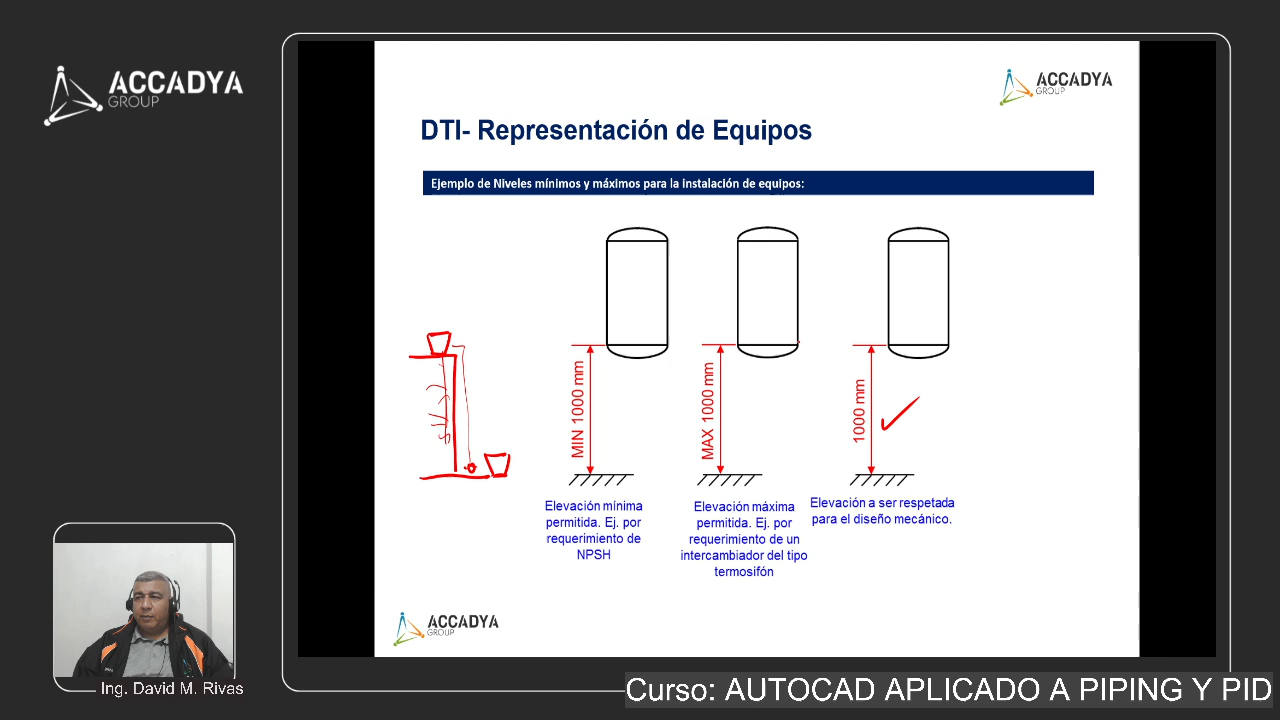 ACCADYA
GROUP
ACCADYA
GROUP
DTI- Representación de Equipos
Ejemplo de Niveles mínimos y máximos para la instalación de equipos:
MIN 1000 mm
MAX 1000 mm
1000 mm
Elevación mínima
permitida. Ej. por
requerimiento de
NPSH
Elevación máxima
permitida. Ej. por
requerimiento de un
intercambiador del tipo
termosifón
Elevación a ser respetada
para el diseño mecánico.
ACCADYA
GROUP
Ing. David M. Rivas
Curso: AUTOCAD APLICADO A PIPING Y PID